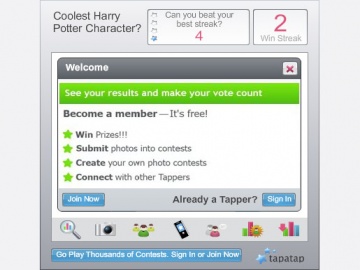 Coolest Harry
Potter Character?
Can you beat your
best streak?
4
2
Win Streak
Welcome
See your results and make your vote count
Become a member — It's free!
Win Prizes!!!
Submit photos into contests
Create your own photo contests
Connect with other Tappers
Join Now
Already a Tapper?
Sign In
Go Play Thousands of Contests. Sign In or Join Now
tapatap